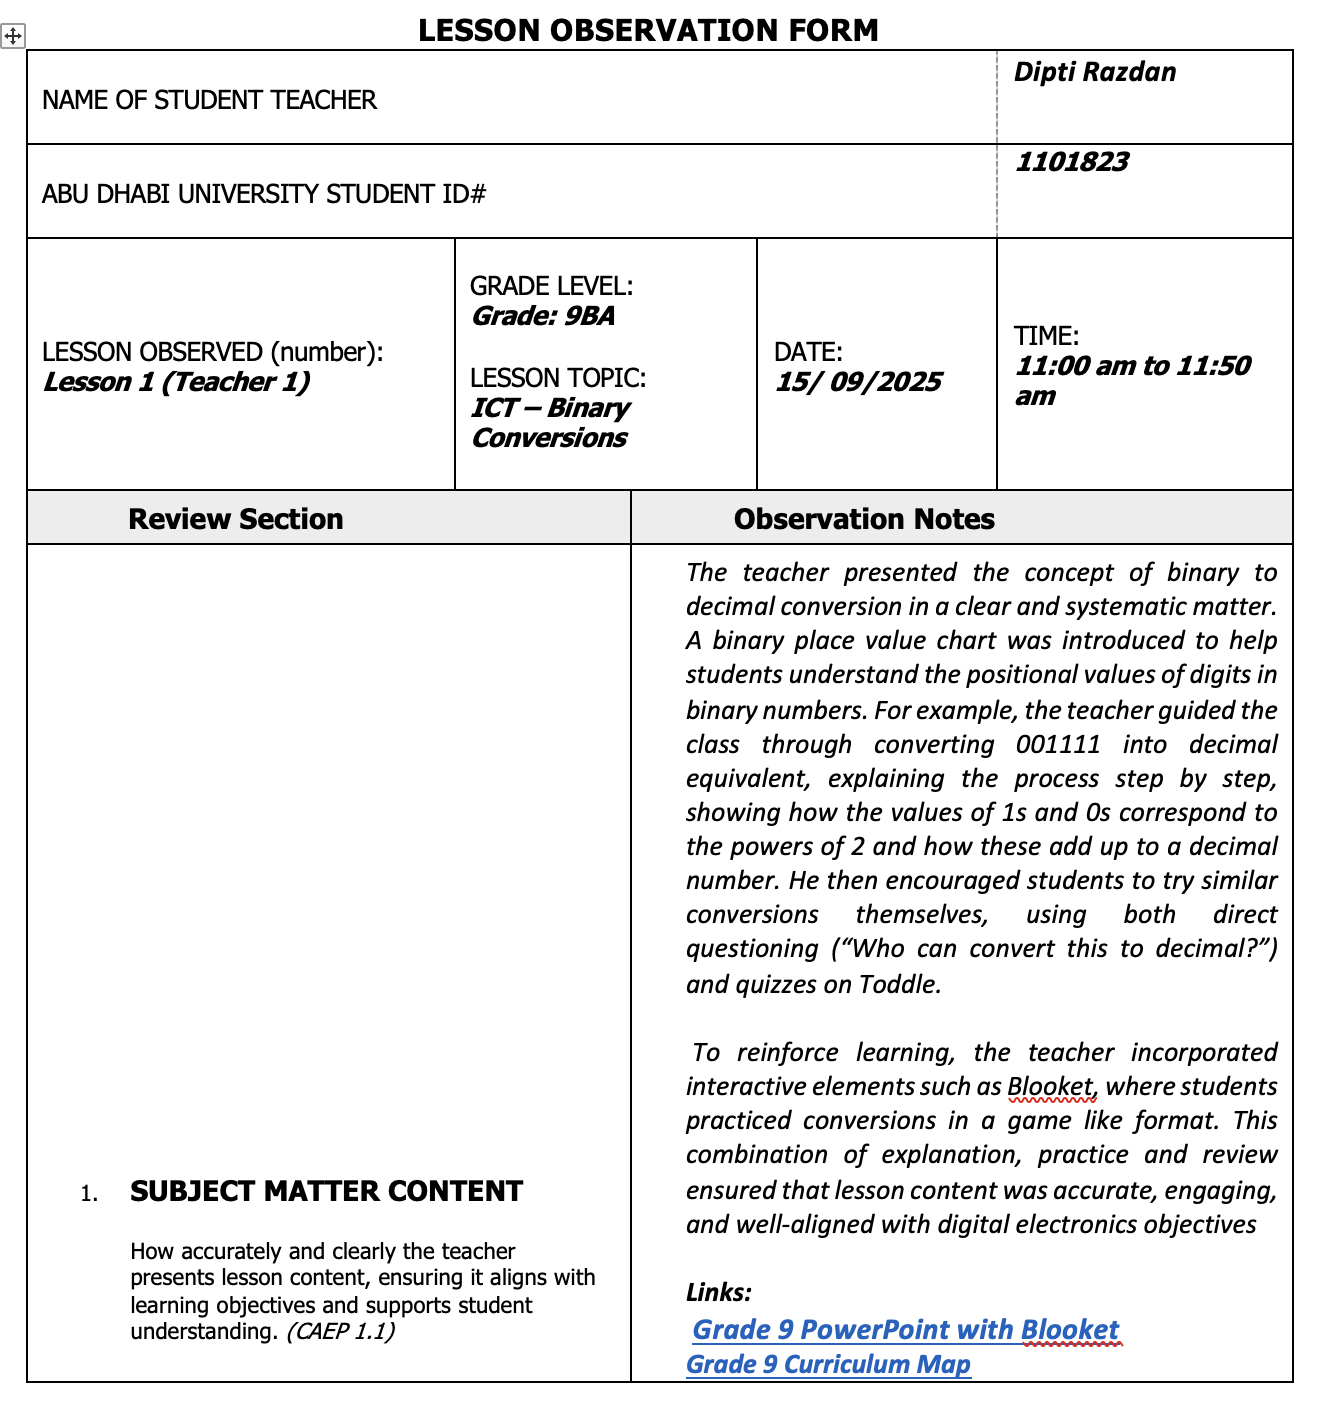 LESSON OBSERVATION FORM
NAME OF STUDENT TEACHER
Dipti Razdan
ABU DHABI UNIVERSITY STUDENT ID#
1101823
LESSON OBSERVED (number):
Lesson 1 (Teacher 1)
GRADE LEVEL:
Grade: 9BA
LESSON TOPIC:
ICT – Binary
Conversions
DATE:
15/ 09/2025
TIME:
11:00 am to 11:50
am
Review Section
Observation Notes
1. SUBJECT MATTER CONTENT
How accurately and clearly the teacher
presents lesson content, ensuring it aligns with
learning objectives and supports student
understanding. (CAEP 1.1)
The teacher presented the concept of binary to
decimal conversion in a clear and systematic matter.
A binary place value chart was introduced to help
students understand the positional values of digits in
binary numbers. For example, the teacher guided the
class through converting 001111 into decimal
equivalent, explaining the process step by step,
showing how the values of 1s and 0s correspond to
the powers of 2 and how these add up to a decimal
number. He then encouraged students to try similar
conversions themselves, using both direct
questioning (“Who can convert this to decimal?”)
and quizzes on Toddle.
To reinforce learning, the teacher incorporated
interactive elements such as Blooket, where students
practiced conversions in a game like format. This
combination of explanation, practice and review
ensured that lesson content was accurate, engaging,
and well-aligned with digital electronics objectives
Links:
Grade 9 PowerPoint with Blooket
Grade 9 Curriculum Map